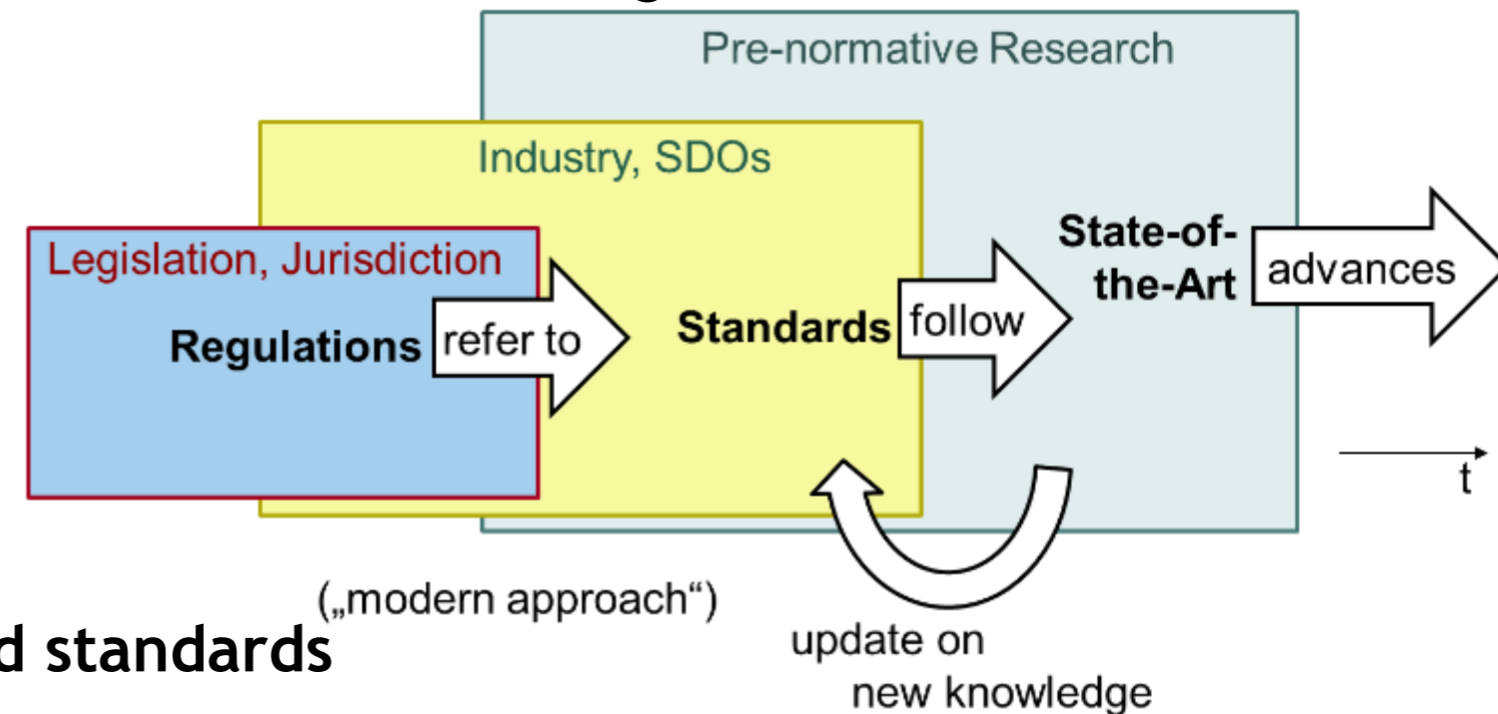 g
Pre-normative Research
Industry, SDOs
Legislation, Jurisdiction
State-of-
the-Art
advances
Regulations
refer to
Standards
follow
t
(„modern approach“)
d standards
update on
new knowledge